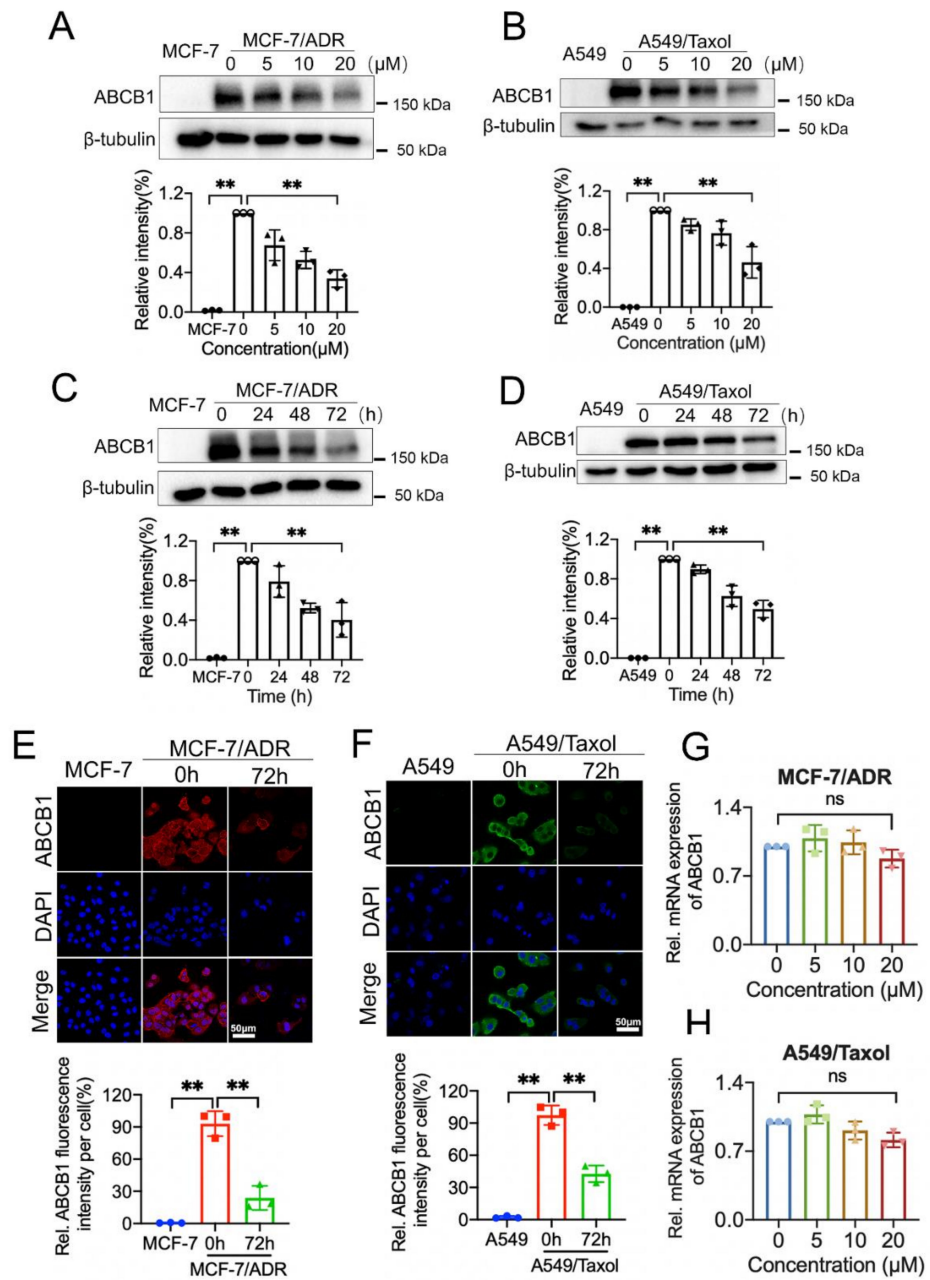 A
MCF-7
MCF-7/ADR
0 5 10 20 (μM)
ABCB1
150 kDa
β-tubulin
50 kDa
** **
Relative intensity(%)
1.2
0.8
0.4
0.0
MCF-7 0 5 10 20
Concentration(μM)
B
A549
A549/Taxol
0 5 10 20 (μM)
ABCB1
150 kDa
β-tubulin
50 kDa
** **
Relative intensity(%)
1.2
0.8
0.4
0.0
A549 0 5 10 20
Concentration (μM)
C
MCF-7
MCF-7/ADR
0 24 48 72 (h)
ABCB1
150 kDa
β-tubulin
50 kDa
** **
Relative intensity(%)
1.2
0.8
0.4
0.0
MCF-7 0 24 48 72
Time (h)
D
A549
A549/Taxol
0 24 48 72 (h)
ABCB1
150 kDa
β-tubulin
50 kDa
** **
Relative intensity(%)
1.2
0.8
0.4
0.0
A549 0 24 48 72
Time (h)
E
MCF-7
MCF-7/ADR
0h 72h
ABCB1
DAPI
Merge
50μm
Rel. ABCB1 fluorescence
intensity per cell(%)
** **
120
90
60
30
0
MCF-7 0h 72h
MCF-7/ADR
F
A549
A549/Taxol
0h 72h
ABCB1
DAPI
Merge
50μm
Rel. ABCB1 fluorescence
intensity per cell(%)
** **
120
90
60
30
0
A549 0h 72h
A549/Taxol
G
MCF-7/ADR
ns
Rel. mRNA expression
of ABCB1
1.4
0.7
0.0
0 5 10 20
Concentration (μM)
H
A549/Taxol
ns
Rel. mRNA expression
of ABCB1
1.4
0.7
0.0
0 5 10 20
Concentration (μM)